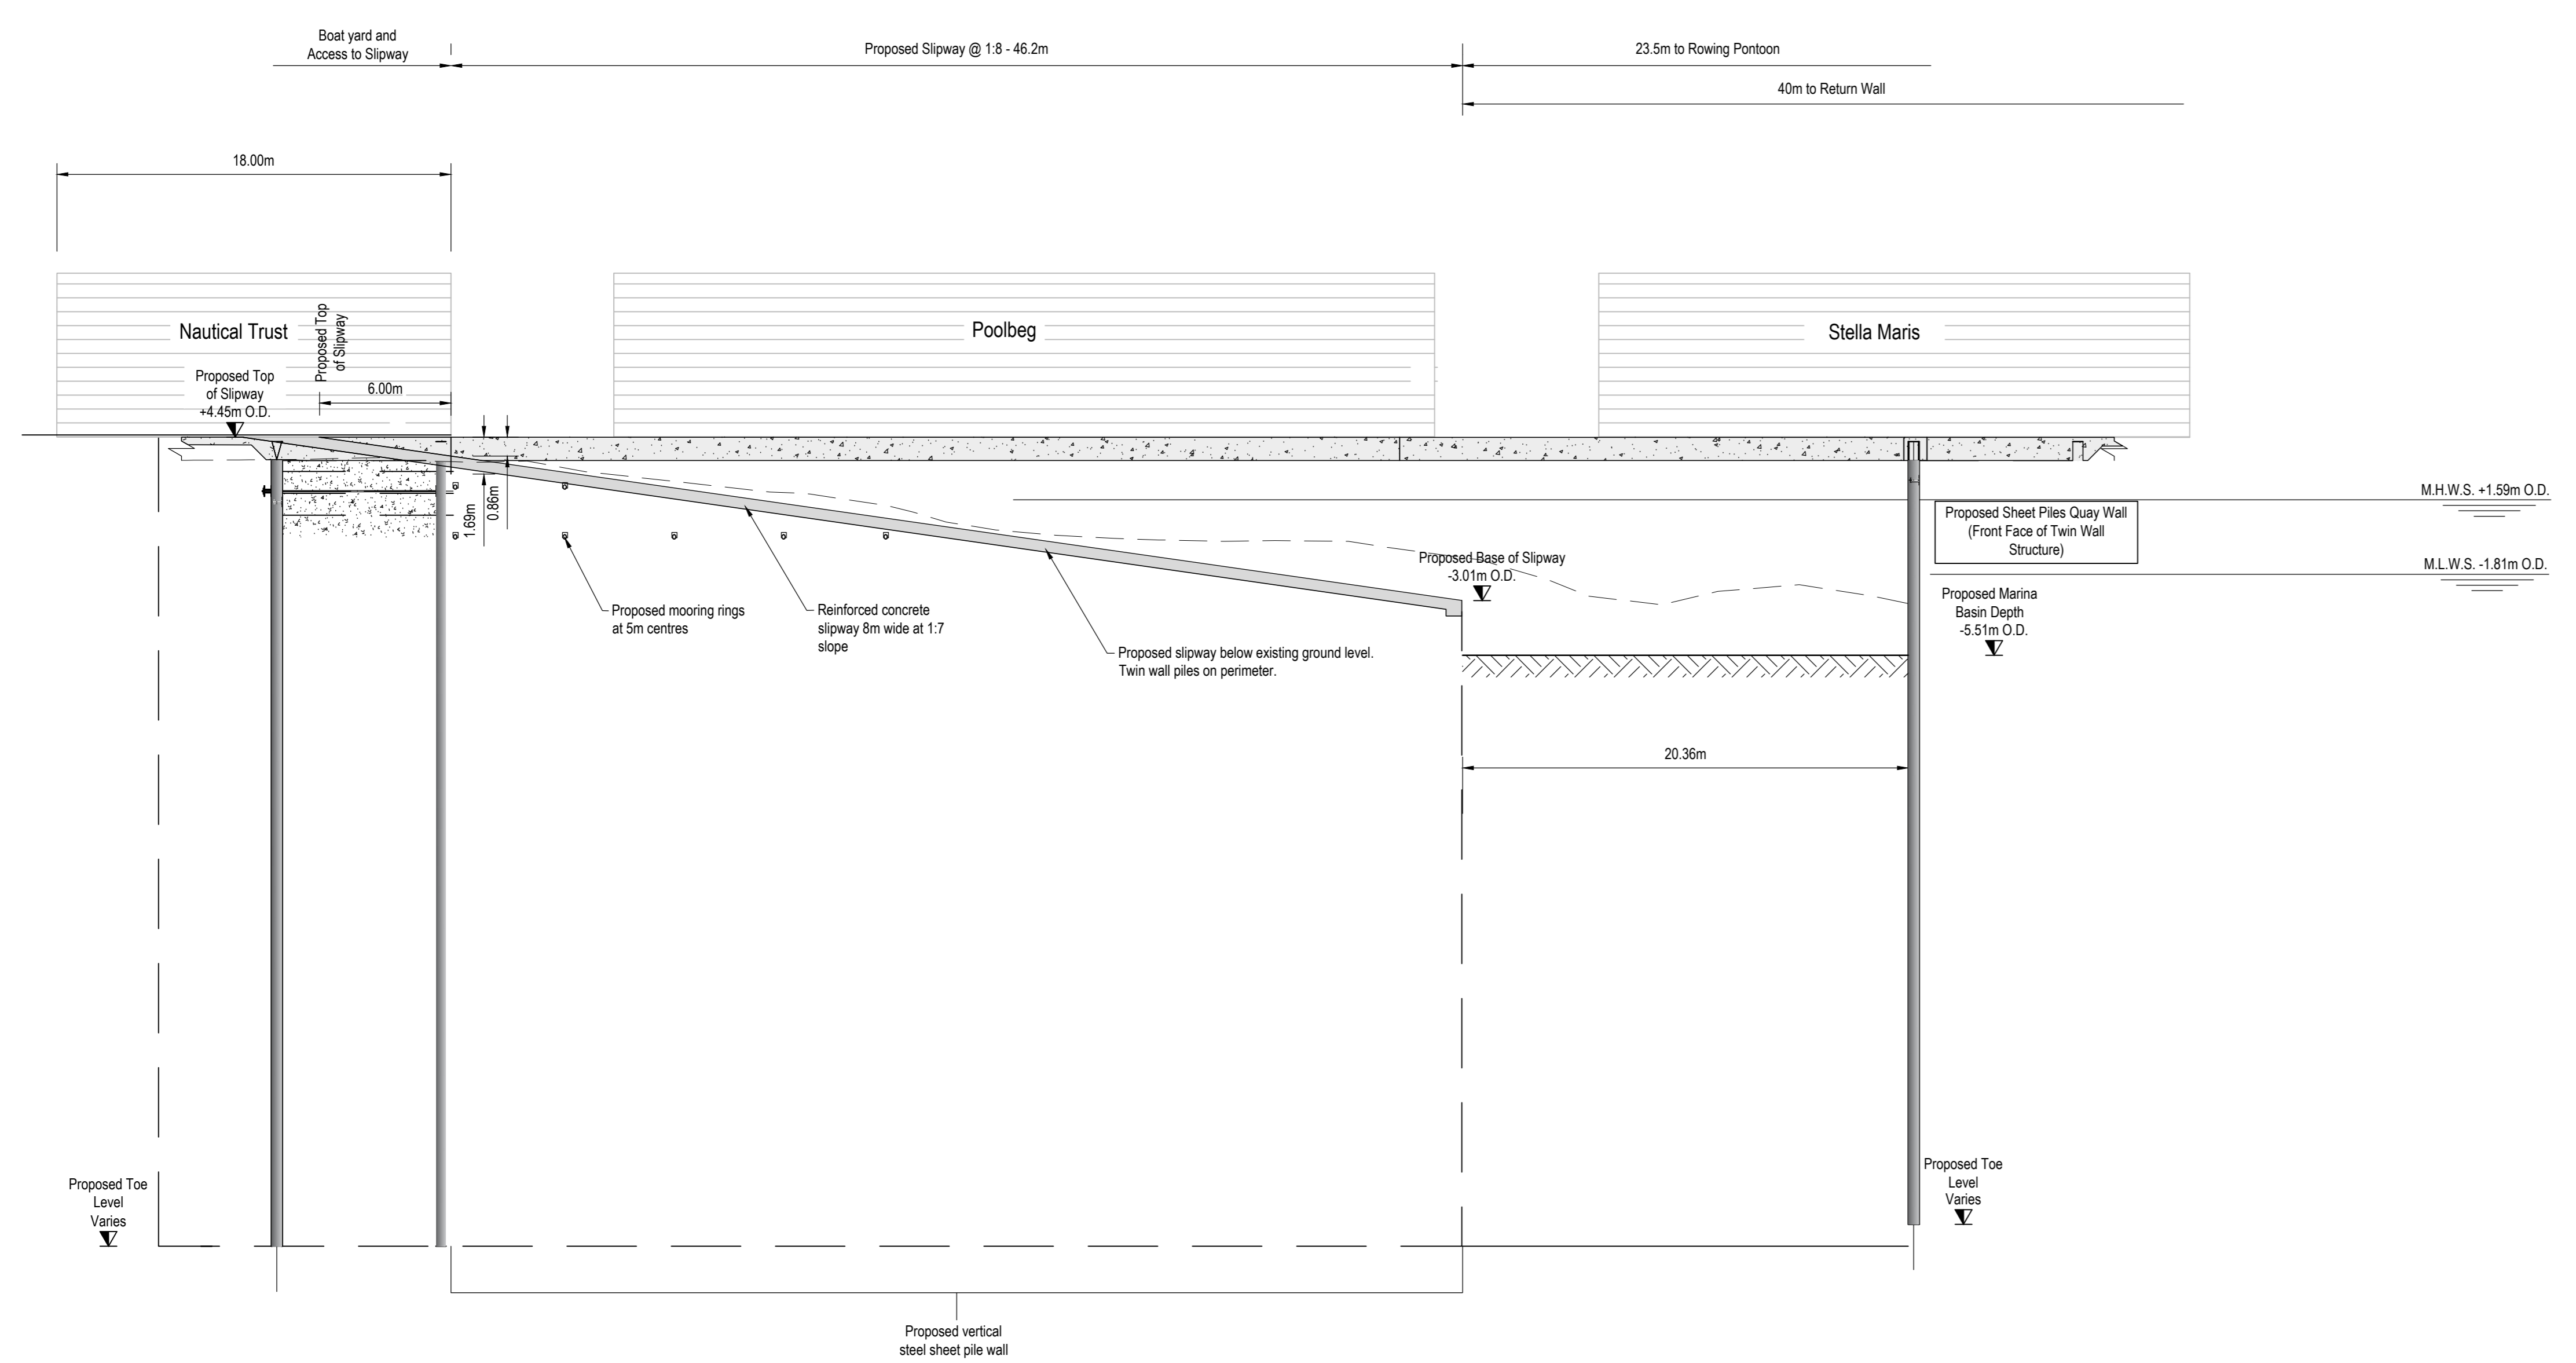 Boat yard and
Access to Slipway
Proposed Slipway @ 1:8 - 46.2m
23.5m to Rowing Pontoon
40m to Return Wall
18.00m
Nautical Trust
Proposed Top
of Slipway
Poolbeg
Stella Maris
Proposed Top
of Slipway
+4.45m O.D.
6.00m
1.69m
0.86m
M.H.W.S. +1.59m O.D.
Proposed Sheet Piles Quay Wall
(Front Face of Twin Wall
Structure)
M.L.W.S. -1.81m O.D.
Proposed Base of Slipway
-3.01m O.D.
Proposed Marina
Basin Depth
-5.51m O.D.
Proposed mooring rings
at 5m centres
Reinforced concrete
slipway 8m wide at 1:7
slope
Proposed slipway below existing ground level.
Twin wall piles on perimeter.
20.36m
Proposed Toe
Level
Varies
Proposed Toe
Level
Varies
Proposed vertical
steel sheet pile wall